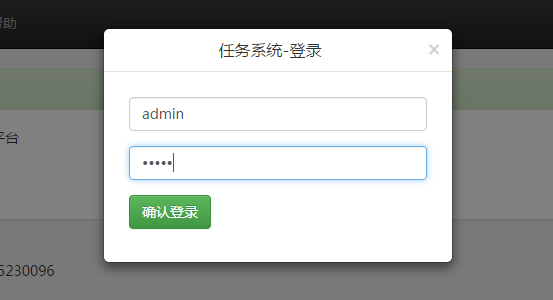 帮助
任务系统-登录
×
admin
•••••
确认登录
平台
5230096